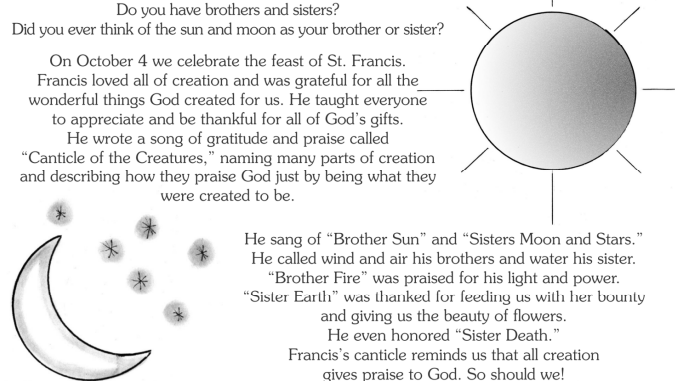 Do you have brothers and sisters?
Did you ever think of the sun and moon as your brother or sister?
On October 4 we celebrate the feast of St. Francis.
Francis loved all of creation and was grateful for all the
wonderful things God created for us. He taught everyone
to appreciate and be thankful for all of God's gifts.
He wrote a song of gratitude and praise called
"Canticle of the Creatures," naming many parts of creation
and describing how they praise God just by being what they
were created to be.
He sang of "Brother Sun" and "Sisters Moon and Stars."
He called wind and air his brothers and water his sister.
"Brother Fire" was praised for his light and power.
"Sister Earth" was thanked for feeding us with her bounty
and giving us the beauty of flowers.
He even honored "Sister Death."
Francis's canticle reminds us that all creation
gives praise to God. So should we!